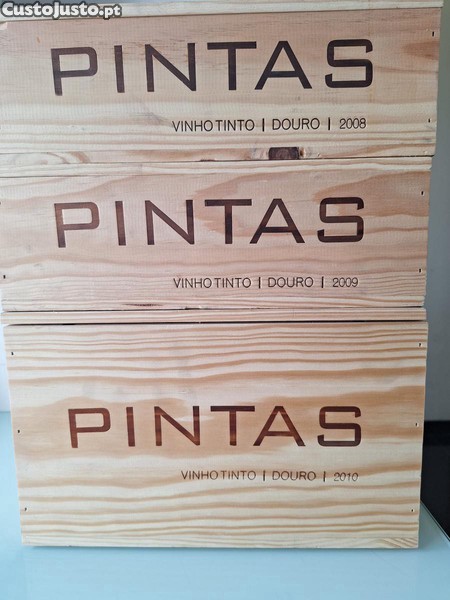 CustoJusto.pt
PINTAS
VINHO TINTO | DOURO | 2008
PINTAS
VINHO TINTO | DOURO | 2009
PINTAS
VINHO TINTO | DOURO | 2010